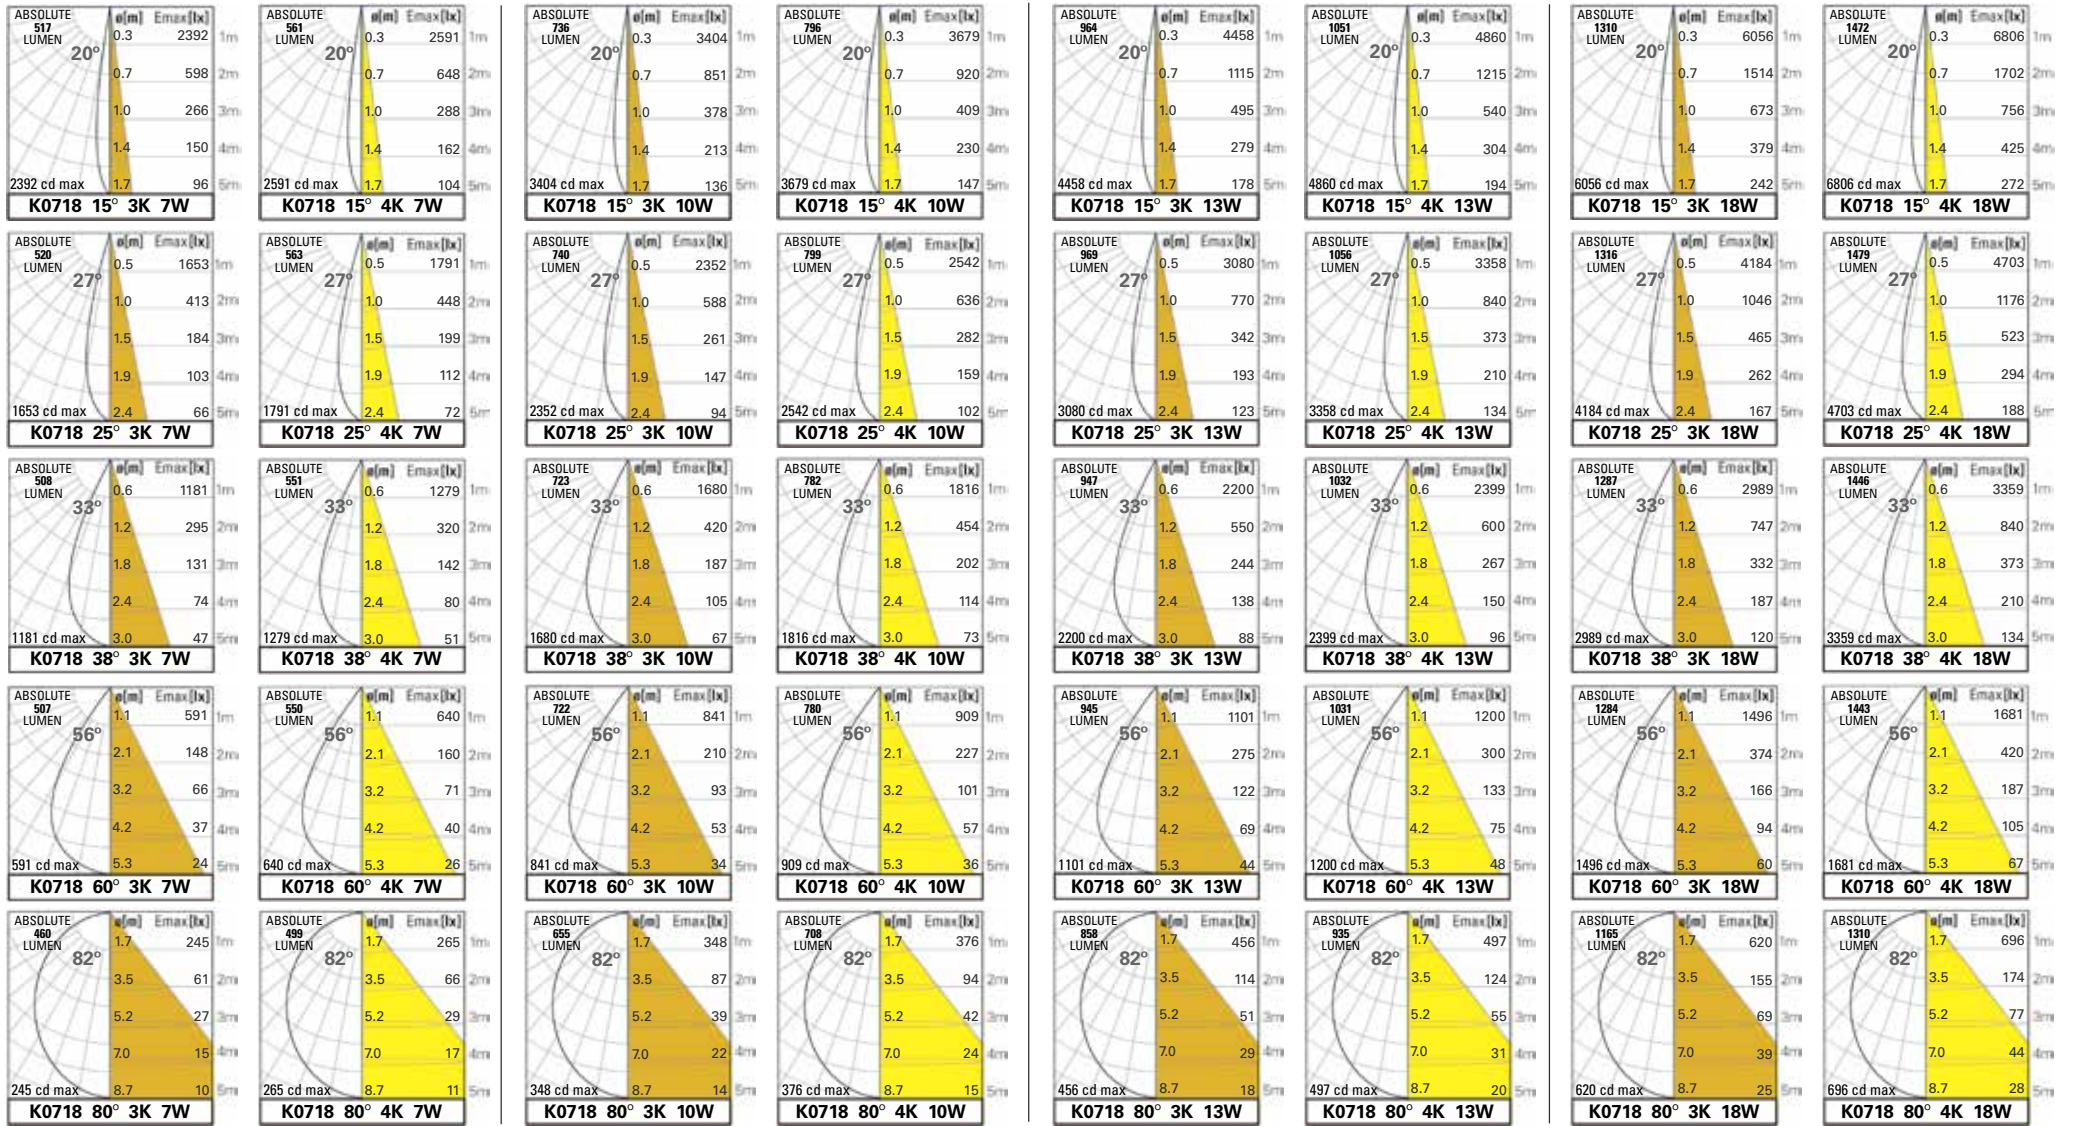 ABSOLUTE ø[m] Emax[lx]
517
LUMEN 0.3 2392 1m
20°
0.7 598 2m
1.0 266 3m
1.4 150 4m
2392 cd max 1.7 96 5m
K0718 15° 3K 7W
ABSOLUTE ø[m] Emax[lx]
561
LUMEN 0.3 2591 1m
20°
0.7 648 2m
1.0 288 3m
1.4 162 4m
2591 cd max 1.7 104 5m
K0718 15° 4K 7W
ABSOLUTE ø[m] Emax[lx]
736
LUMEN 0.3 3404 1m
20°
0.7 851 2m
1.0 378 3m
1.4 213 4m
3404 cd max 1.7 136 5m
K0718 15° 3K 10W
ABSOLUTE ø[m] Emax[lx]
796
LUMEN 0.3 3679 1m
20°
0.7 920 2m
1.0 409 3m
1.4 230 4m
3679 cd max 1.7 147 5m
K0718 15° 4K 10W
ABSOLUTE ø[m] Emax[lx]
964
LUMEN 0.3 4458 1m
20°
0.7 1115 2m
1.0 495 3m
1.4 279 4m
4458 cd max 1.7 178 5m
K0718 15° 3K 13W
ABSOLUTE ø[m] Emax[lx]
1051
LUMEN 0.3 4860 1m
20°
0.7 1215 2m
1.0 540 3m
1.4 304 4m
4860 cd max 1.7 194 5m
K0718 15° 4K 13W
ABSOLUTE ø[m] Emax[lx]
1310
LUMEN 0.3 6056 1m
20°
0.7 1514 2m
1.0 673 3m
1.4 379 4m
6056 cd max 1.7 242 5m
K0718 15° 3K 18W
ABSOLUTE ø[m] Emax[lx]
1472
LUMEN 0.3 6806 1m
20°
0.7 1702 2m
1.0 756 3m
1.4 425 4m
6806 cd max 1.7 272 5m
K0718 15° 4K 18W
ABSOLUTE ø[m] Emax[lx]
520
LUMEN 0.5 1653 1m
27°
1.0 413 2m
1.5 184 3m
1.9 103 4m
1653 cd max 2.4 66 5m
K0718 25° 3K 7W
ABSOLUTE ø[m] Emax[lx]
563
LUMEN 0.5 1791 1m
27°
1.0 448 2m
1.5 199 3m
1.9 112 4m
1791 cd max 2.4 72 5m
K0718 25° 4K 7W
ABSOLUTE ø[m] Emax[lx]
740
LUMEN 0.5 2352 1m
27°
1.0 588 2m
1.5 261 3m
1.9 147 4m
2352 cd max 2.4 94 5m
K0718 25° 3K 10W
ABSOLUTE ø[m] Emax[lx]
799
LUMEN 0.5 2542 1m
27°
1.0 636 2m
1.5 282 3m
1.9 159 4m
2542 cd max 2.4 102 5m
K0718 25° 4K 10W
ABSOLUTE ø[m] Emax[lx]
969
LUMEN 0.5 3080 1m
27°
1.0 770 2m
1.5 342 3m
1.9 193 4m
3080 cd max 2.4 123 5m
K0718 25° 3K 13W
ABSOLUTE ø[m] Emax[lx]
1056
LUMEN 0.5 3358 1m
27°
1.0 840 2m
1.5 373 3m
1.9 210 4m
3358 cd max 2.4 134 5m
K0718 25° 4K 13W
ABSOLUTE ø[m] Emax[lx]
1316
LUMEN 0.5 4184 1m
27°
1.0 1046 2m
1.5 465 3m
1.9 262 4m
4184 cd max 2.4 167 5m
K0718 25° 3K 18W
ABSOLUTE ø[m] Emax[lx]
1479
LUMEN 0.5 4703 1m
27°
1.0 1176 2m
1.5 523 3m
1.9 294 4m
4703 cd max 2.4 188 5m
K0718 25° 4K 18W
ABSOLUTE ø[m] Emax[lx]
508
LUMEN 0.6 1181 1m
33°
1.2 295 2m
1.8 131 3m
2.4 74 4m
1181 cd max 3.0 47 5m
K0718 38° 3K 7W
ABSOLUTE ø[m] Emax[lx]
551
LUMEN 0.6 1279 1m
33°
1.2 320 2m
1.8 142 3m
2.4 80 4m
1279 cd max 3.0 51 5m
K0718 38° 4K 7W
ABSOLUTE ø[m] Emax[lx]
723
LUMEN 0.6 1680 1m
33°
1.2 420 2m
1.8 187 3m
2.4 105 4m
1680 cd max 3.0 67 5m
K0718 38° 3K 10W
ABSOLUTE ø[m] Emax[lx]
782
LUMEN 0.6 1816 1m
33°
1.2 454 2m
1.8 202 3m
2.4 114 4m
1816 cd max 3.0 73 5m
K0718 38° 4K 10W
ABSOLUTE ø[m] Emax[lx]
947
LUMEN 0.6 2200 1m
33°
1.2 550 2m
1.8 244 3m
2.4 138 4m
2200 cd max 3.0 88 5m
K0718 38° 3K 13W
ABSOLUTE ø[m] Emax[lx]
1032
LUMEN 0.6 2399 1m
33°
1.2 600 2m
1.8 267 3m
2.4 150 4m
2399 cd max 3.0 96 5m
K0718 38° 4K 13W
ABSOLUTE ø[m] Emax[lx]
1287
LUMEN 0.6 2989 1m
33°
1.2 747 2m
1.8 332 3m
2.4 187 4m
2989 cd max 3.0 120 5m
K0718 38° 3K 18W
ABSOLUTE ø[m] Emax[lx]
1446
LUMEN 0.6 3359 1m
33°
1.2 840 2m
1.8 373 3m
2.4 210 4m
3359 cd max 3.0 134 5m
K0718 38° 4K 18W
ABSOLUTE ø[m] Emax[lx]
507
LUMEN 1.1 591 1m
56°
2.1 148 2m
3.2 66 3m
4.2 37 4m
591 cd max 5.3 24 5m
K0718 60° 3K 7W
ABSOLUTE ø[m] Emax[lx]
550
LUMEN 1.1 640 1m
56°
2.1 160 2m
3.2 71 3m
4.2 40 4m
640 cd max 5.3 26 5m
K0718 60° 4K 7W
ABSOLUTE ø[m] Emax[lx]
722
LUMEN 1.1 841 1m
56°
2.1 210 2m
3.2 93 3m
4.2 53 4m
841 cd max 5.3 34 5m
K0718 60° 3K 10W
ABSOLUTE ø[m] Emax[lx]
780
LUMEN 1.1 909 1m
56°
2.1 227 2m
3.2 101 3m
4.2 57 4m
909 cd max 5.3 36 5m
K0718 60° 4K 10W
ABSOLUTE ø[m] Emax[lx]
945
LUMEN 1.1 1101 1m
56°
2.1 275 2m
3.2 122 3m
4.2 69 4m
1101 cd max 5.3 44 5m
K0718 60° 3K 13W
ABSOLUTE ø[m] Emax[lx]
1031
LUMEN 1.1 1200 1m
56°
2.1 300 2m
3.2 133 3m
4.2 75 4m
1200 cd max 5.3 48 5m
K0718 60° 4K 13W
ABSOLUTE ø[m] Emax[lx]
1284
LUMEN 1.1 1496 1m
56°
2.1 374 2m
3.2 166 3m
4.2 94 4m
1496 cd max 5.3 60 5m
K0718 60° 3K 18W
ABSOLUTE ø[m] Emax[lx]
1443
LUMEN 1.1 1681 1m
56°
2.1 420 2m
3.2 187 3m
4.2 105 4m
1681 cd max 5.3 67 5m
K0718 60° 4K 18W
ABSOLUTE ø[m] Emax[lx]
460
LUMEN 1.7 245 1m
82°
3.5 61 2m
5.2 27 3m
7.0 15 4m
245 cd max 8.7 10 5m
K0718 80° 3K 7W
ABSOLUTE ø[m] Emax[lx]
499
LUMEN 1.7 265 1m
82°
3.5 66 2m
5.2 29 3m
7.0 17 4m
265 cd max 8.7 11 5m
K0718 80° 4K 7W
ABSOLUTE ø[m] Emax[lx]
655
LUMEN 1.7 348 1m
82°
3.5 87 2m
5.2 39 3m
7.0 22 4m
348 cd max 8.7 14 5m
K0718 80° 3K 10W
ABSOLUTE ø[m] Emax[lx]
708
LUMEN 1.7 376 1m
82°
3.5 94 2m
5.2 42 3m
7.0 24 4m
376 cd max 8.7 15 5m
K0718 80° 4K 10W
ABSOLUTE ø[m] Emax[lx]
858
LUMEN 1.7 456 1m
82°
3.5 114 2m
5.2 51 3m
7.0 29 4m
456 cd max 8.7 18 5m
K0718 80° 3K 13W
ABSOLUTE ø[m] Emax[lx]
935
LUMEN 1.7 497 1m
82°
3.5 124 2m
5.2 55 3m
7.0 31 4m
497 cd max 8.7 20 5m
K0718 80° 4K 13W
ABSOLUTE ø[m] Emax[lx]
1165
LUMEN 1.7 620 1m
82°
3.5 155 2m
5.2 69 3m
7.0 39 4m
620 cd max 8.7 25 5m
K0718 80° 3K 18W
ABSOLUTE ø[m] Emax[lx]
1310
LUMEN 1.7 696 1m
82°
3.5 174 2m
5.2 77 3m
7.0 44 4m
696 cd max 8.7 28 5m
K0718 80° 4K 18W